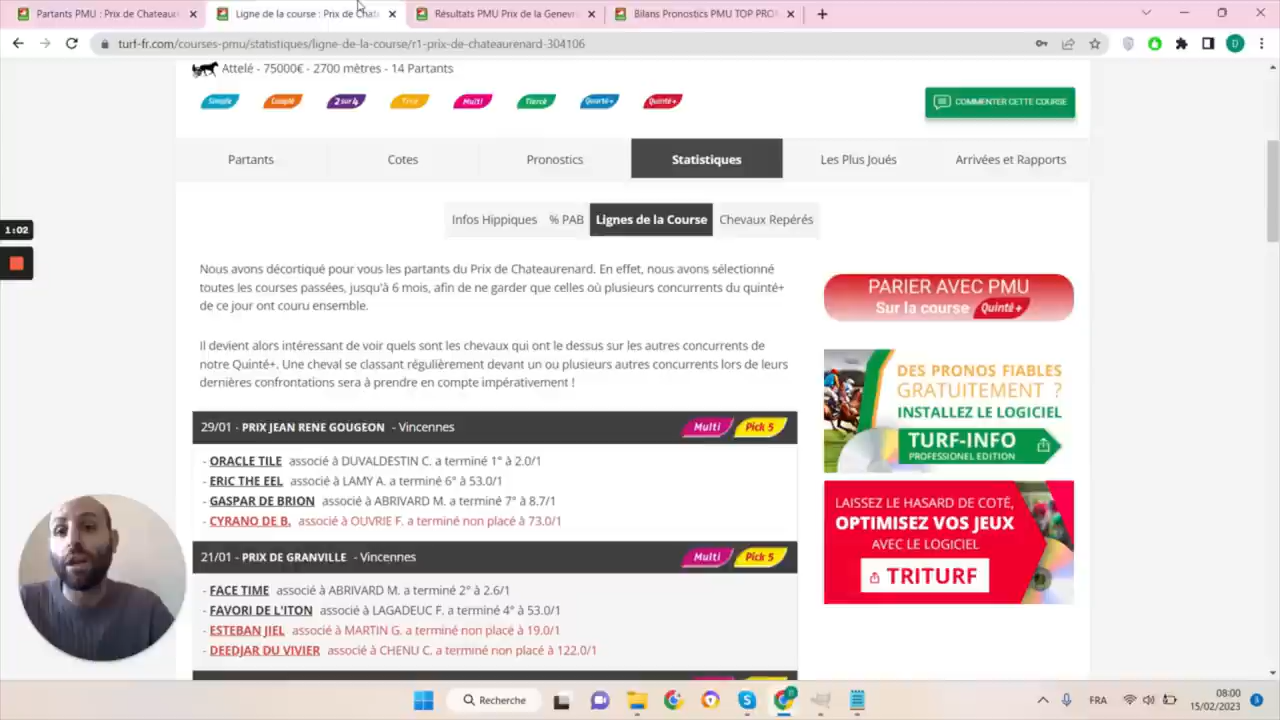 Partants PMU : Prix de Chateauren
Ligne de la course : Prix de Chate
Résultats PMU Prix de la Genevra
Bilans Pronostics PMU TOP PRON
turf-fr.com/courses-pmu/statistiques/ligne-de-la-course/r1-prix-de-chateaurenard-304106
D
Attelé - 75000€ - 2700 mètres - 14 Partants
Simple
Couplé
2 sur 4
Trio
Multi
Tiercé
Quarté+
Quinté+
COMMENTER CETTE COURSE
Partants
Cotes
Pronostics
Statistiques
Les Plus Joués
Arrivées et Rapports
Infos Hippiques
% PAB
Lignes de la Course
Chevaux Repérés
1:02
Nous avons décortiqué pour vous les partants du Prix de Chateaurenard. En effet, nous avons sélectionné
toutes les courses passées, jusqu'à 6 mois, afin de ne garder que celles où plusieurs concurrents du quinté+
de ce jour ont couru ensemble.
Il devient alors intéressant de voir quels sont les chevaux qui ont le dessus sur les autres concurrents de
notre Quinté+. Une cheval se classant régulièrement devant un ou plusieurs autres concurrents lors de leurs
dernières confrontations sera à prendre en compte impérativement !
29/01 - PRIX JEAN RENE GOUGEON - Vincennes
Multi
Pick 5
- ORACLE TILE associé à DUVALDESTIN C. a terminé 1° à 2.0/1
- ERIC THE EEL associé à LAMY A. a terminé 6° à 53.0/1
- GASPAR DE BRION associé à ABRIVARD M. a terminé 7° à 8.7/1
- CYRANO DE B. associé à OUVRIE F. a terminé non placé à 73.0/1
21/01 - PRIX DE GRANVILLE - Vincennes
Multi
Pick 5
- FACE TIME associé à ABRIVARD M. a terminé 2° à 2.6/1
- FAVORI DE L'ITON associé à LAGADEUC F. a terminé 4° à 53.0/1
- ESTEBAN JIEL associé à MARTIN G. a terminé non placé à 19.0/1
- DEEDJAR DU VIVIER associé à CHENU C. a terminé non placé à 122.0/1
PARIER AVEC PMU
Sur la course Quinté+
DES PRONOS FIABLES
GRATUITEMENT ?
INSTALLEZ LE LOGICIEL
TURF-INFO
PROFESSIONEL EDITION
LAISSEZ LE HASARD DE COTÉ,
OPTIMISEZ VOS JEUX
AVEC LE LOGICIEL
TRITURF
Recherche
FRA
08:00
15/02/2023